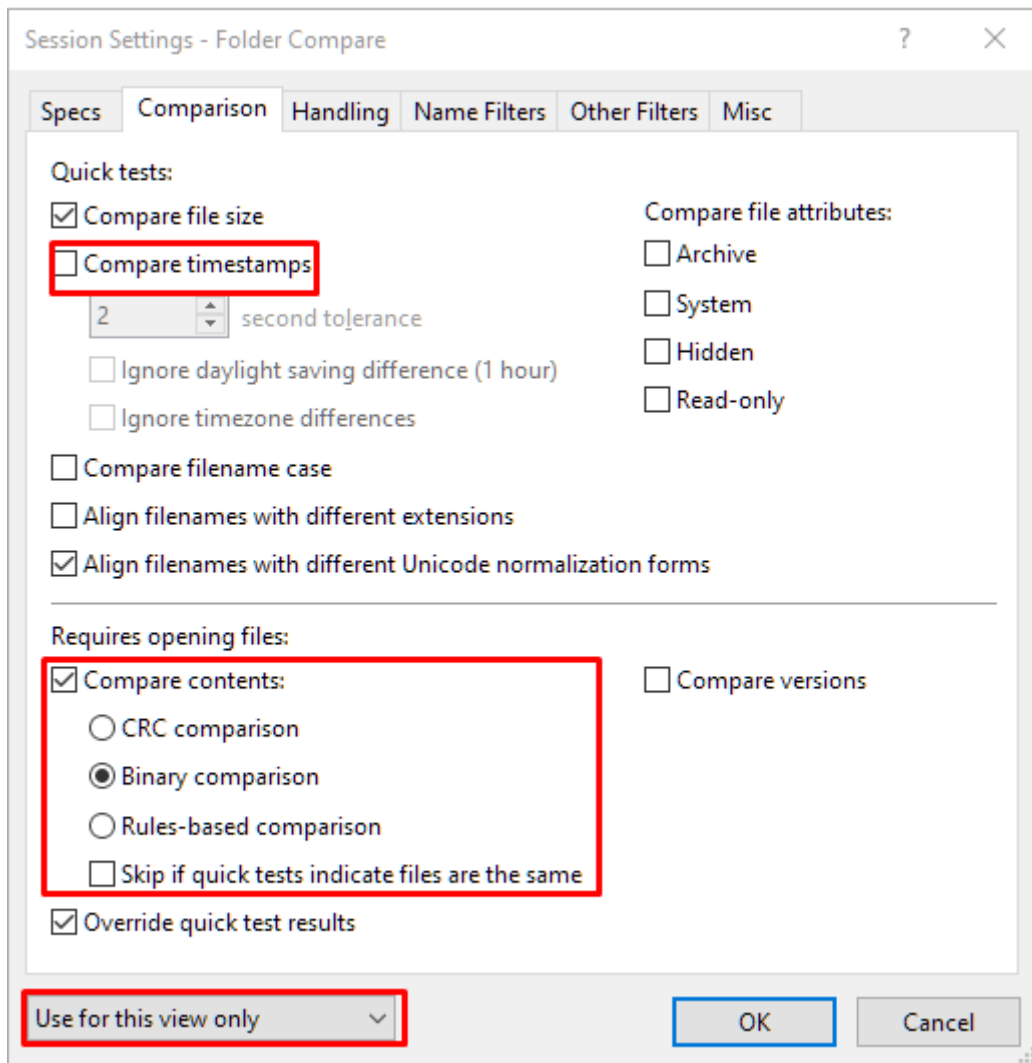 Session Settings - Folder Compare ?
Specs Comparison Handling Name Filters Other Filters Misc
Quick tests:
Compare file size
Compare timestamps
2 second tolerance
Ignore daylight saving difference (1 hour)
Ignore timezone differences
Compare filename case
Align filenames with different extensions
Align filenames with different Unicode normalization forms
Compare file attributes:
Archive
System
Hidden
Read-only
Requires opening files:
Compare contents:
CRC comparison
Binary comparison
Rules-based comparison
Skip if quick tests indicate files are the same
Override quick test results
Compare versions
Use for this view only
OK
Cancel